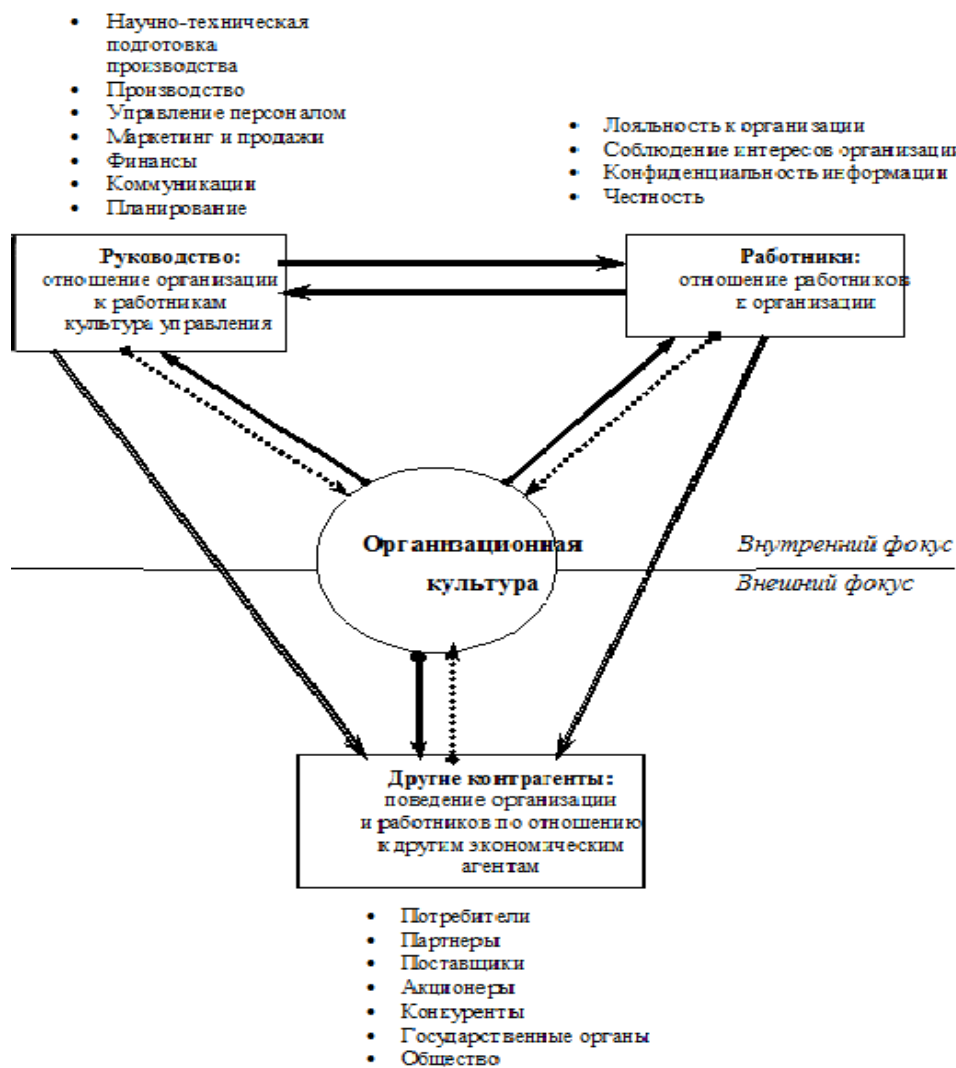 • Научно-техническая
подготовка
производства
• Производство
• Управление персоналом
• Маркетинг и продажи
• Финансы
• Коммуникации
• Планирование
• Лояльность к организации
• Соблюдение интересов организации
• Конфиденциальность информации
• Честность
Руководство:
отношение организации
к работникам
культура управления
Работники:
отношение работников
к организации
Организационная
культура
Внутренний фокус
Внешний фокус
Другие контрагенты:
поведение организации
и работников по отношению
к другим экономическим
агентам
• Потребители
• Партнеры
• Поставщики
• Акционеры
• Конкуренты
• Государственные органы
• Общество